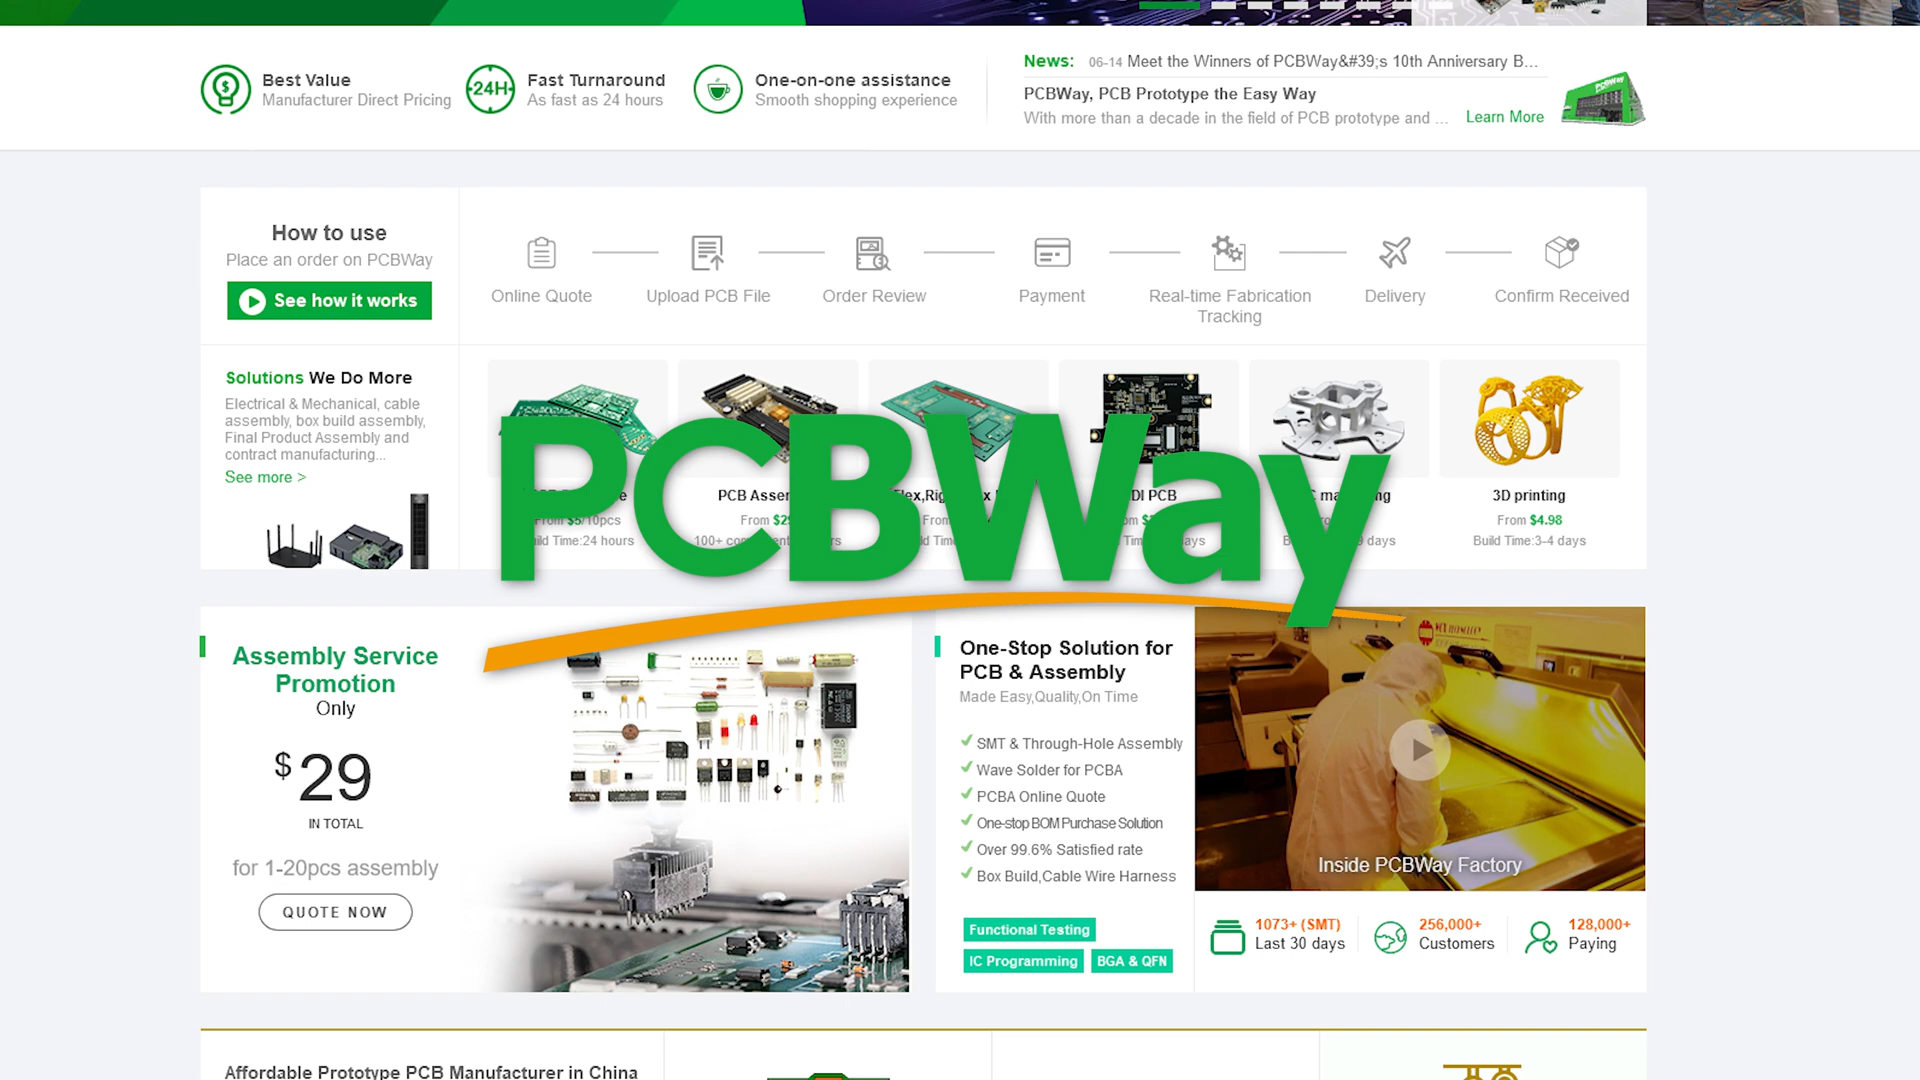 Best Value
Manufacturer Direct Pricing
24H
Fast Turnaround
As fast as 24 hours
One-on-one assistance
Smooth shopping experience
News: 06-14 Meet the Winners of PCBWay&#39;s 10th Anniversary B...
PCBWay, PCB Prototype the Easy Way
With more than a decade in the field of PCB prototype and ...
Learn More
PCBWay
How to use
Place an order on PCBWay
See how it works
Online Quote
Upload PCB File
Order Review
Payment
Real-time Fabrication
Tracking
Delivery
Confirm Received
Solutions We Do More
Electrical & Mechanical, cable
assembly, box build assembly,
Final Product Assembly and
contract manufacturing...
See more >
From $5/10pcs
Build Time:24 hours
PCB Assem
From $2
100+
From
PCB
3D printing
From $4.98
Build Time:3-4 days
PCBWay
Assembly Service
Promotion
Only
$29
IN TOTAL
for 1-20pcs assembly
QUOTE NOW
One-Stop Solution for
PCB & Assembly
Made Easy,Quality,On Time
SMT & Through-Hole Assembly
Wave Solder for PCBA
PCBA Online Quote
One-stop BOM Purchase Solution
Over 99.6% Satisfied rate
Box Build,Cable Wire Harness
Functional Testing
IC Programming
BGA & QFN
Inside PCBWay Factory
1073+ (SMT)
Last 30 days
256,000+
Customers
128,000+
Paying
Affordable Prototype PCB Manufacturer in China